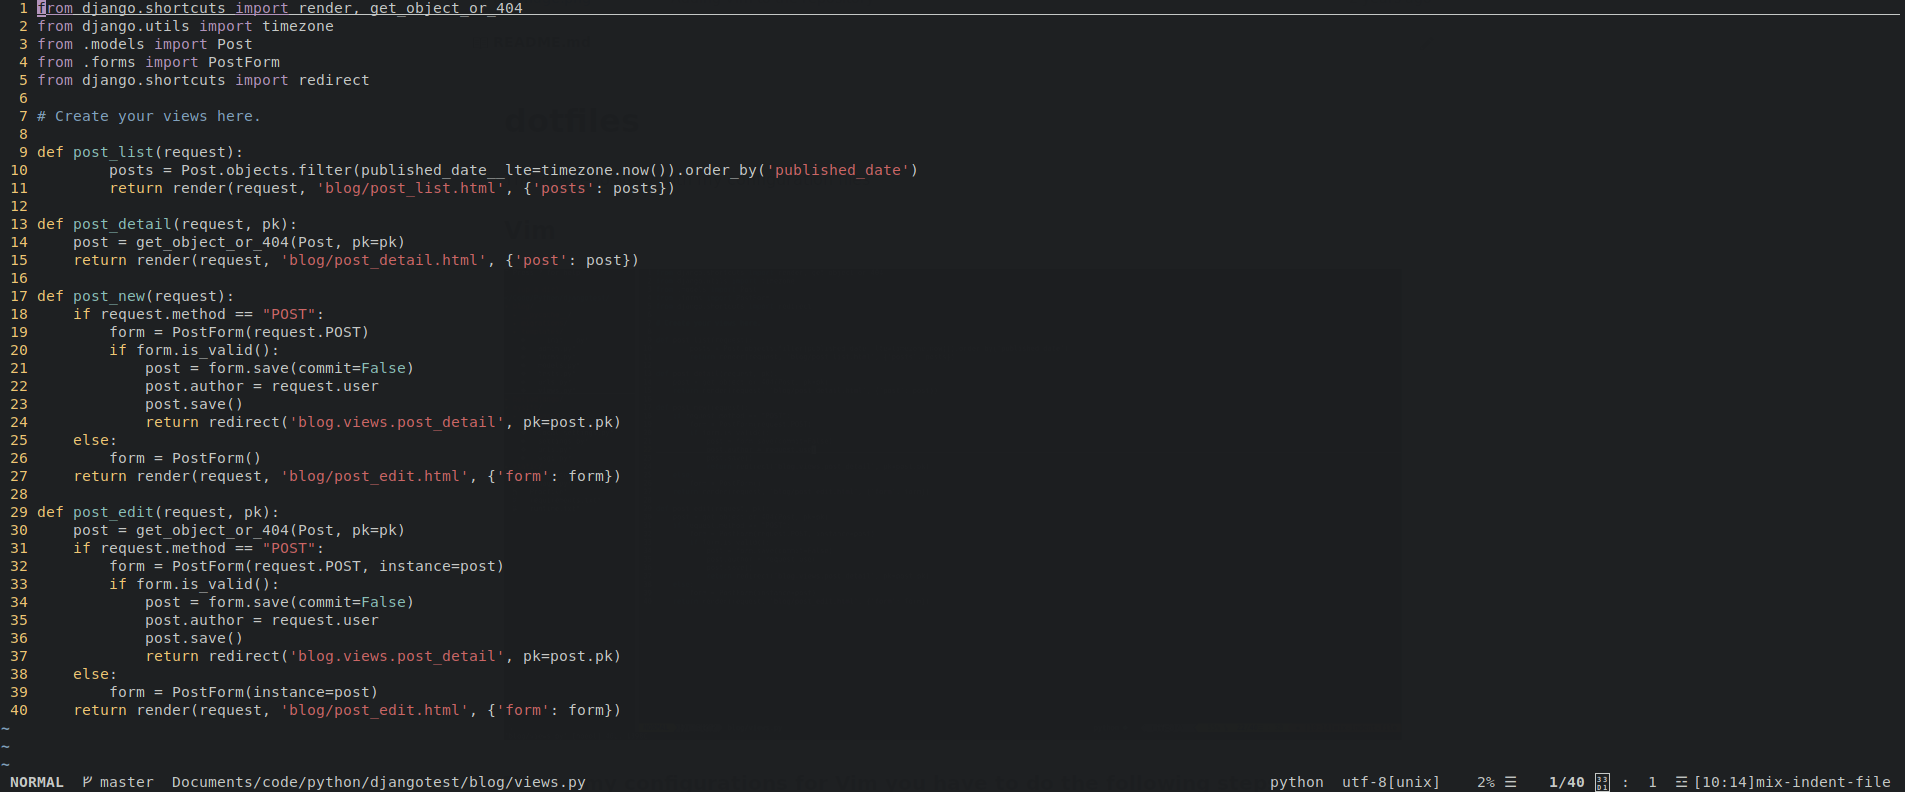 1 from django.shortcuts import render, get_object_or_404
2 from django.utils import timezone
3 from .models import Post
4 from .forms import PostForm
5 from django.shortcuts import redirect
6
7 # Create your views here.
8
9 def post_list(request):
10         posts = Post.objects.filter(published_date__lte=timezone.now()).order_by('published_date')
11         return render(request, 'blog/post_list.html', {'posts': posts})
12
13 def post_detail(request, pk):
14     post = get_object_or_404(Post, pk=pk)
15     return render(request, 'blog/post_detail.html', {'post': post})
16
17 def post_new(request):
18     if request.method == "POST":
19         form = PostForm(request.POST)
20         if form.is_valid():
21             post = form.save(commit=False)
22             post.author = request.user
23             post.save()
24             return redirect('blog.views.post_detail', pk=post.pk)
25     else:
26         form = PostForm()
27     return render(request, 'blog/post_edit.html', {'form': form})
28
29 def post_edit(request, pk):
30     post = get_object_or_404(Post, pk=pk)
31     if request.method == "POST":
32         form = PostForm(request.POST, instance=post)
33         if form.is_valid():
34             post = form.save(commit=False)
35             post.author = request.user
36             post.save()
37             return redirect('blog.views.post_detail', pk=post.pk)
38     else:
39         form = PostForm(instance=post)
40     return render(request, 'blog/post_edit.html', {'form': form})
~
~
~
NORMAL master Documents/code/python/djangotest/blog/views.py python utf-8[unix] 2% ☰ 1/40 : 1 ☲ [10:14]mix-indent-file
dotfiles
Vim